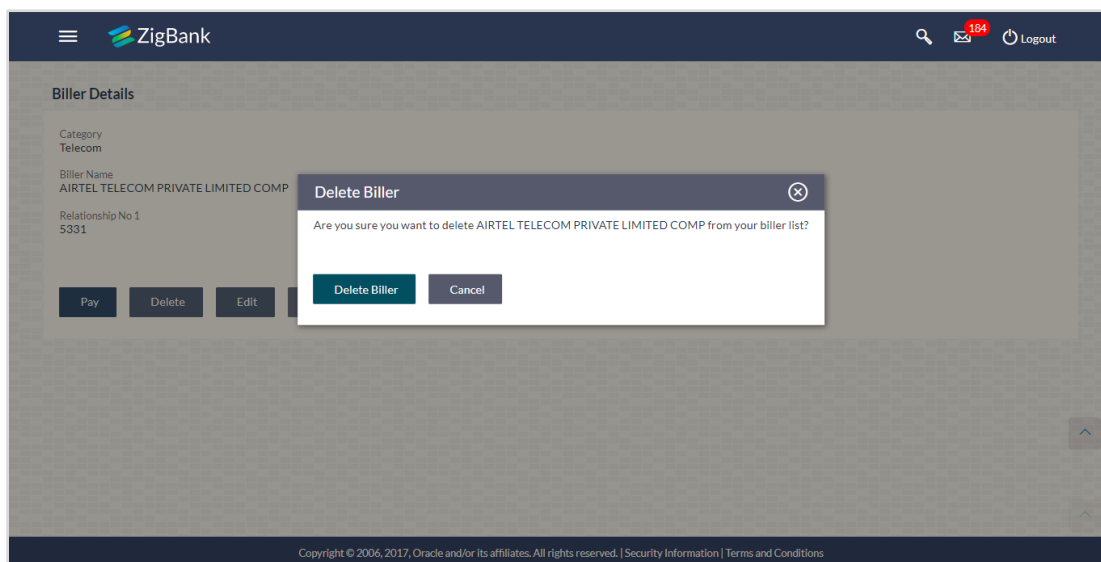 ZigBank
184
Logout
Biller Details
Category
Telecom
Biller Name
AIRTEL TELECOM PRIVATE LIMITED COMP
Relationship No 1
5331
Delete Biller
Are you sure you want to delete AIRTEL TELECOM PRIVATE LIMITED COMP from your biller list?
Delete Biller Cancel
Pay Delete Edit
Copyright © 2006, 2017, Oracle and/or its affiliates. All rights reserved. | Security Information | Terms and Conditions